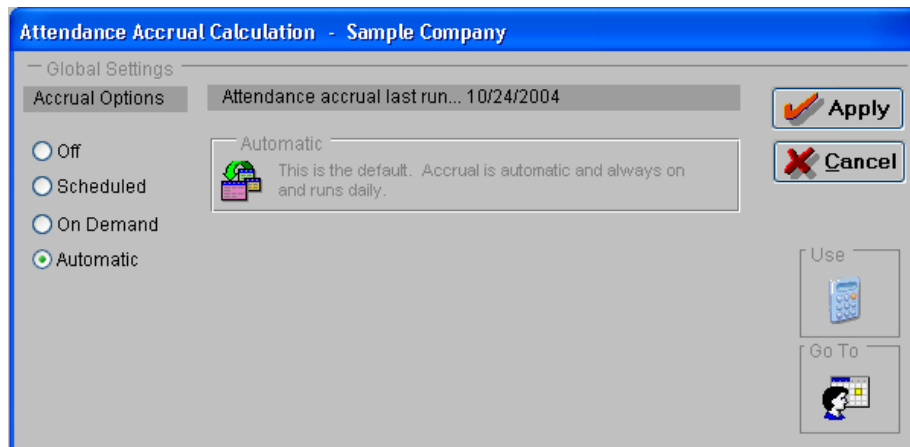 Attendance Accrual Calculation - Sample Company
Global Settings
Accrual Options
Attendance accrual last run... 10/24/2004
Apply
Cancel
Off
Scheduled
On Demand
Automatic
Automatic
This is the default. Accrual is automatic and always on
and runs daily.
Use
Go To